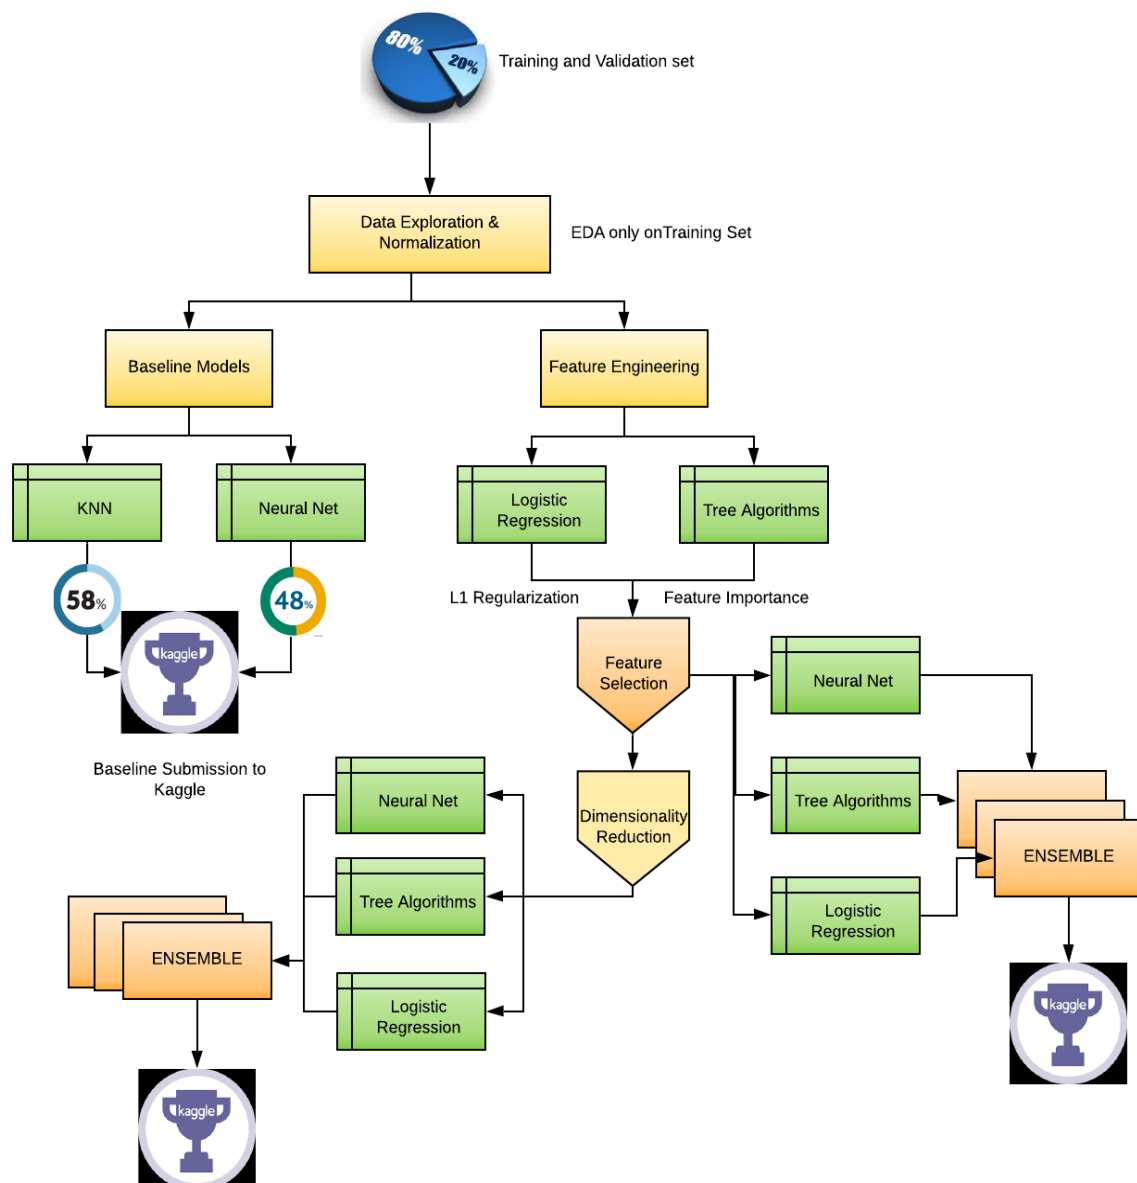 80%
20%
Training and Validation set
Data Exploration &
Normalization
EDA only onTraining Set
Baseline Models
Feature Engineering
KNN
Neural Net
Logistic
Regression
Tree Algorithms
58%
48%
L1 Regularization
Feature Importance
kaggle
Feature
Selection
Neural Net
Baseline Submission to
Kaggle
Neural Net
Dimensionality
Reduction
Tree Algorithms
ENSEMBLE
Tree Algorithms
Logistic
Regression
ENSEMBLE
Logistic
Regression
kaggle
kaggle